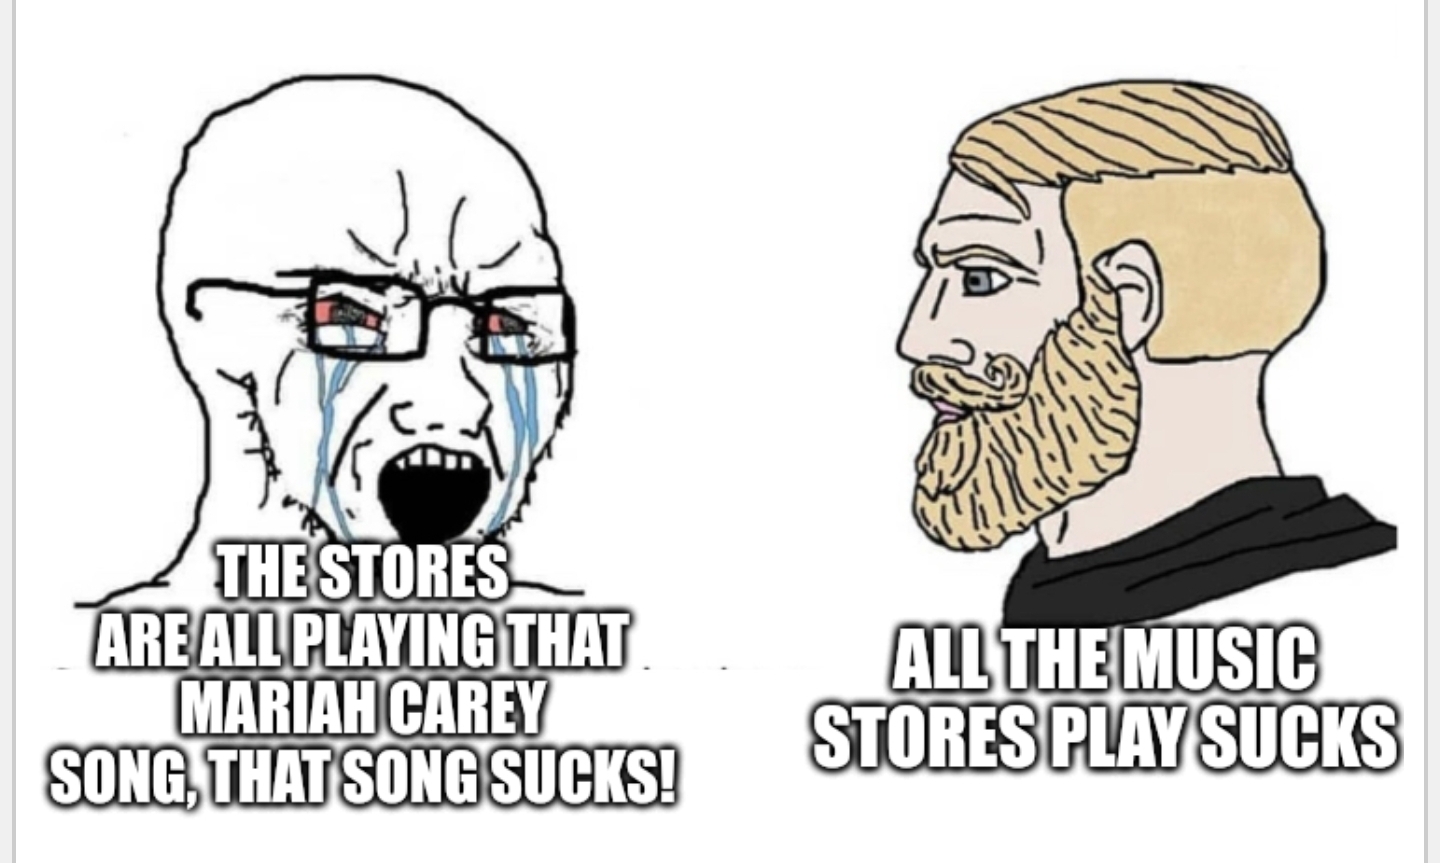 THE STORES
ARE ALL PLAYING THAT
MARIAH CAREY
SONG, THAT SONG SUCKS!
ALL THE MUSIC
STORES PLAY SUCKS